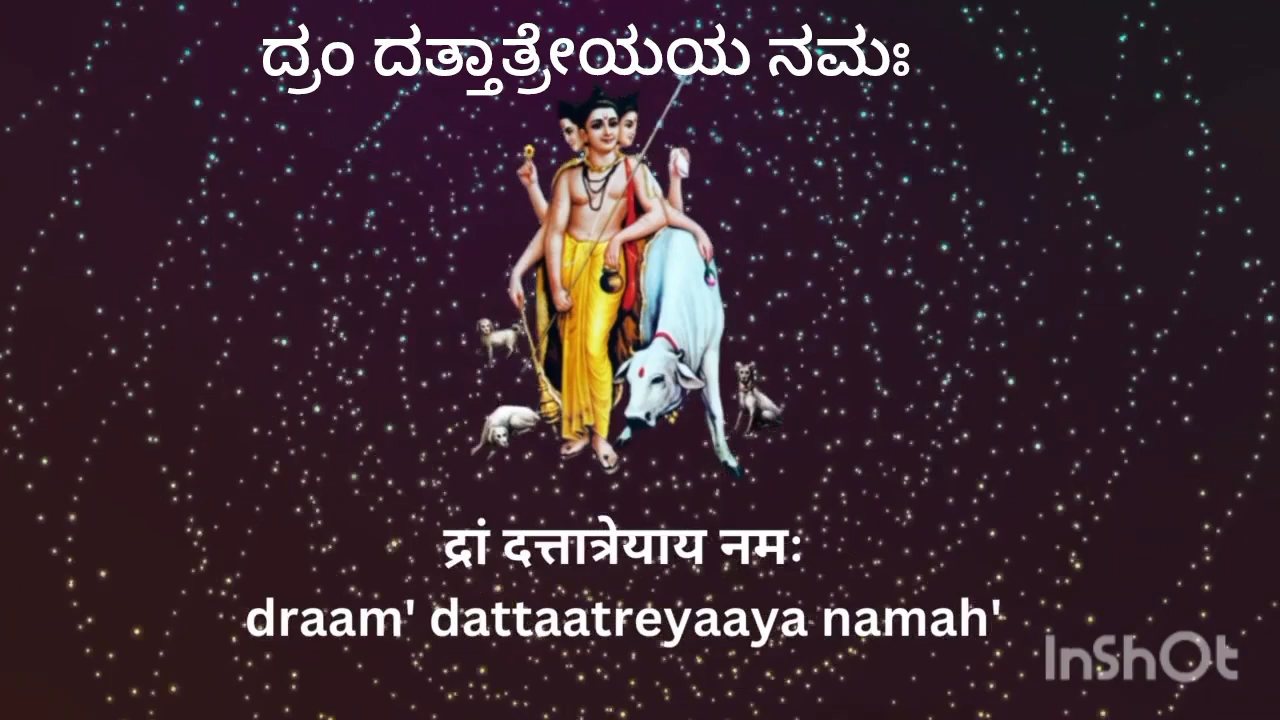 ದ್ರಂ ದತ್ತಾತ್ರೇಯಯ ನಮಃ
द्रां दत्तात्रेयाय नमः
draam' dattaatreyaaya namah'
InShOt